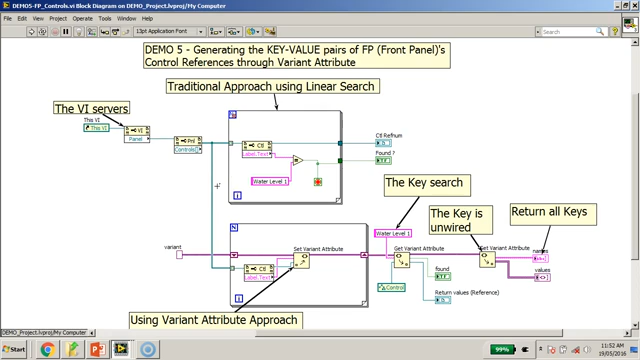 DEMO5-FP_Controls.vi Block Diagram on DEMO_Project.lvproj/My Computer
File Edit View Project Operate Tools Window Help
13pt Application Font
Search
DEMO 5 - Generating the KEY-VALUE pairs of FP (Front Panel)'s
Control References through Variant Attribute
Traditional Approach using Linear Search
The VI servers
This VI
This VI
VI
Panel
Pnl
Controls[]
Ctl
Label.Text
Water Level 1
i
Ctl Refnum
Found ?
TF
The Key search
The Key is
unwired
Return all Keys
N
variant
Set Variant Attribute
Ctl
Label.Text
i
Water Level 1
Get Variant Attribute
Control
found
TF
Return values (Reference)
Get Variant Attribute
names
abc
values
Using Variant Attribute Approach
DEMO_Project.lvproj/My Computer
Start
99%
11:52 AM
19/05/2016